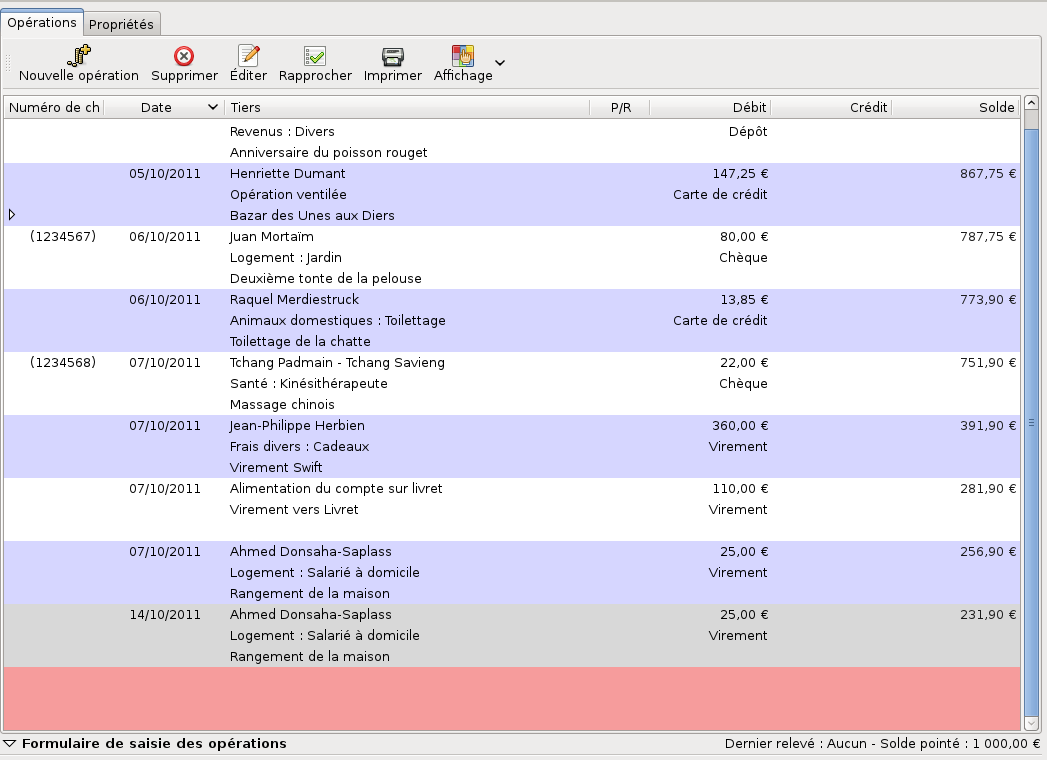 Opérations Propriétés
Nouvelle opération Supprimer Éditer Rapprocher Imprimer Affichage
Numéro de ch Date Tiers P/R Débit Crédit Solde
Revenus : Divers Dépôt
Anniversaire du poisson rouget
05/10/2011 Henriette Dumant 147,25 € 867,75 €
Opération ventilée Carte de crédit
Bazar des Unes aux Diers
(1234567) 06/10/2011 Juan Mortaïm 80,00 € 787,75 €
Logement : Jardin Chèque
Deuxième tonte de la pelouse
06/10/2011 Raquel Merdiestruck 13,85 € 773,90 €
Animaux domestiques : Toilettage Carte de crédit
Toilettage de la chatte
(1234568) 07/10/2011 Tchang Padmain - Tchang Savieng 22,00 € 751,90 €
Santé : Kinésithérapeute Chèque
Massage chinois
07/10/2011 Jean-Philippe Herbien 360,00 € 391,90 €
Frais divers : Cadeaux Virement
Virement Swift
07/10/2011 Alimentation du compte sur livret 110,00 € 281,90 €
Virement vers Livret Virement
07/10/2011 Ahmed Donsaha-Saplass 25,00 € 256,90 €
Logement : Salarié à domicile Virement
Rangement de la maison
14/10/2011 Ahmed Donsaha-Saplass 25,00 € 231,90 €
Logement : Salarié à domicile Virement
Rangement de la maison
Formulaire de saisie des opérations Dernier relevé : Aucun - Solde pointé : 1 000,00 €